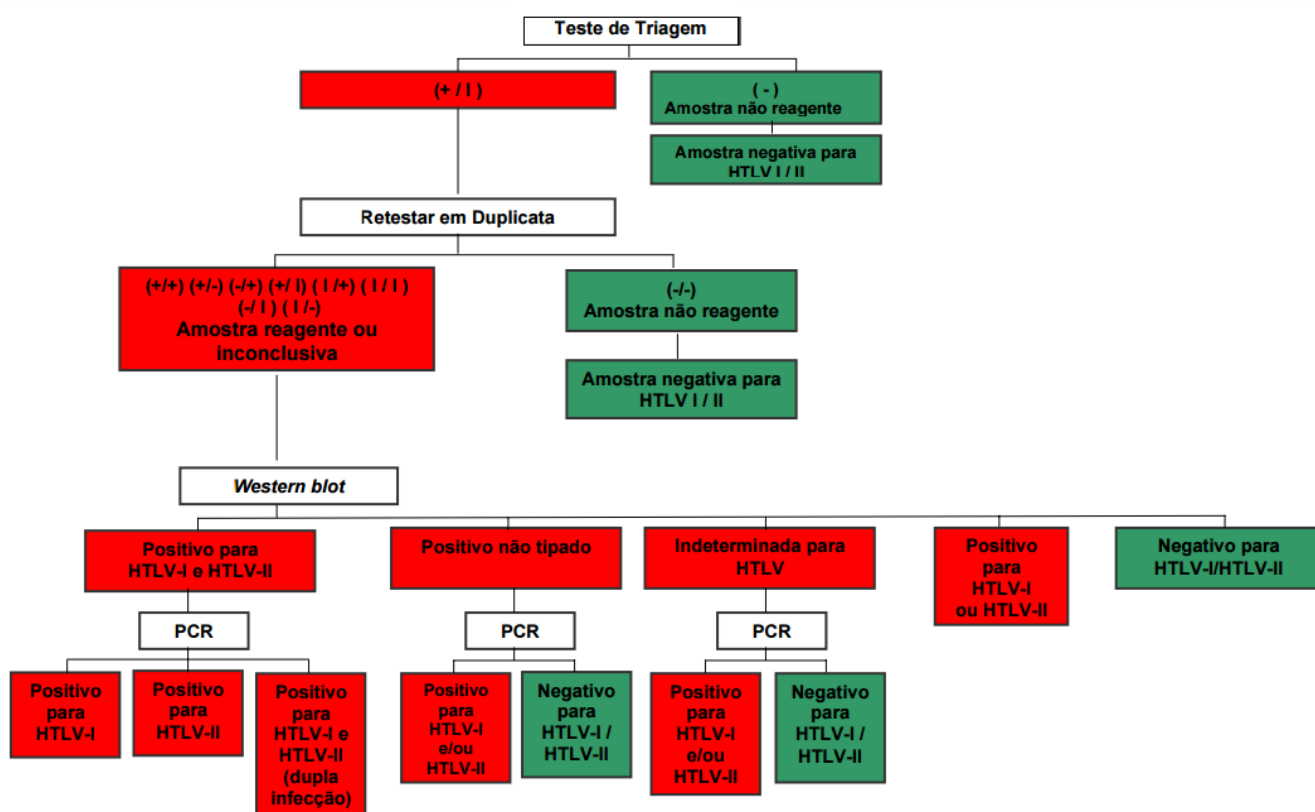 Teste de Triagem
(+ / I )
( - )
Amostra não reagente
Amostra negativa para
HTLV I / II
Retestar em Duplicata
(+/+) (+/-) (-/+) (+/ I) ( I /+) ( I / I )
(-/ I ) ( I /-)
Amostra reagente ou
inconclusiva
(-/-)
Amostra não reagente
Amostra negativa para
HTLV I / II
Western blot
Positivo para
HTLV-I e HTLV-II
Positivo não tipado
Indeterminada para
HTLV
Positivo
para
HTLV-I
ou HTLV-II
Negativo para
HTLV-I/HTLV-II
PCR
PCR
PCR
Positivo
para
HTLV-I
Positivo
para
HTLV-II
Positivo
para
HTLV-I e
HTLV-II
(dupla
infecção)
Positivo
para
HTLV-I
e/ou
HTLV-II
Negativo
para
HTLV-I /
HTLV-II
Positivo
para
HTLV-I
e/ou
HTLV-II
Negativo
para
HTLV-I /
HTLV-II